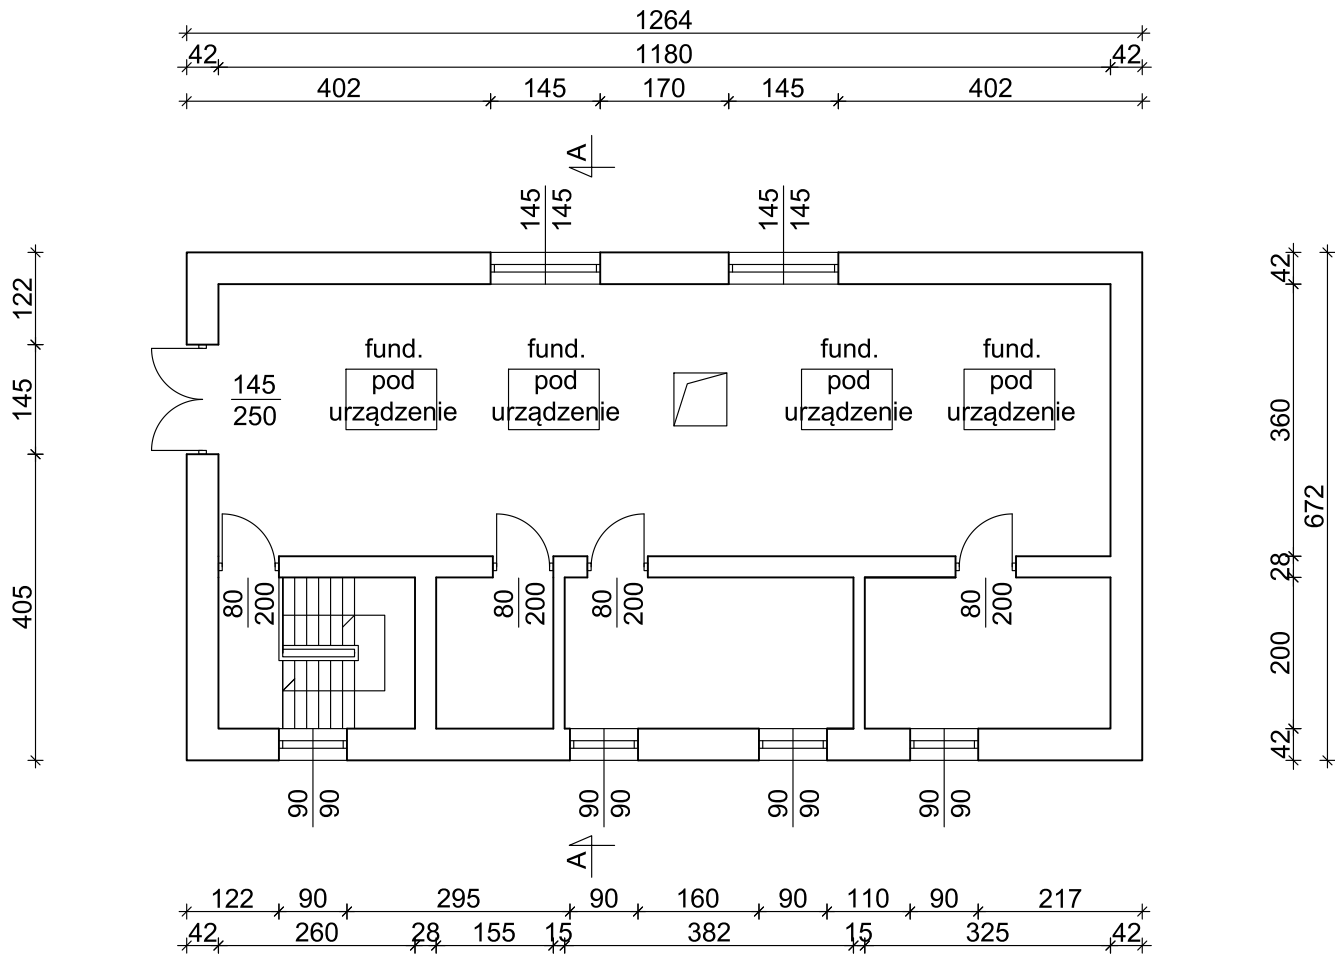 1264
42 1180 42
402 145 170 145 402
A
145 145 145 145
122 145 405
42 360 28 200 42
672
fund. fund. fund. fund.
pod pod pod pod
urządzenie urządzenie urządzenie urządzenie
145
250
80 200 80 200 80 200 80 200
90 90 90 90 90 90 90 90
A
122 90 295 90 160 90 110 90 217
42 260 28 155 15 382 15 325 42